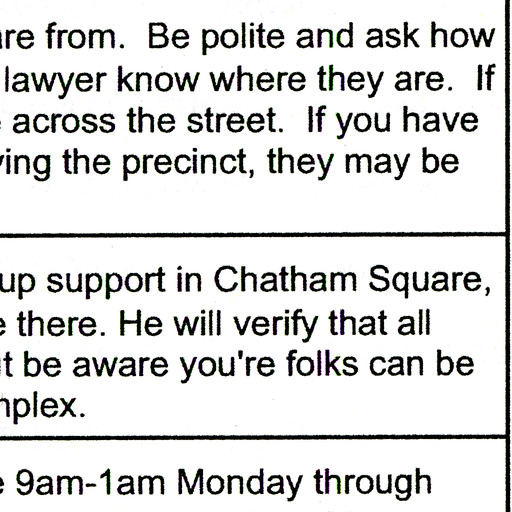 are from.  Be polite and ask how
lawyer know where they are.  If
across the street.  If you have
the precinct, they may be
up support in Chatham Square,
there. He will verify that all
be aware you're folks can be
9am-1am Monday through